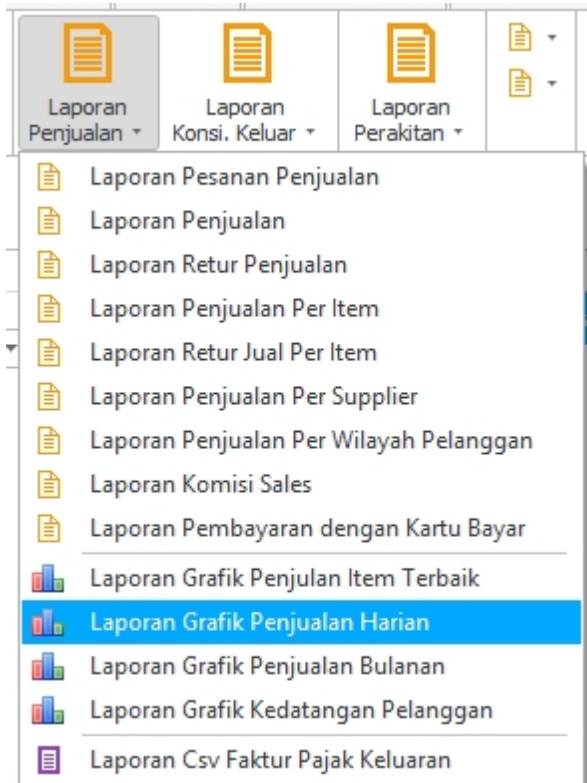 Laporan
Penjualan
Laporan
Konsi. Keluar
Laporan
Perakitan
Laporan Pesanan Penjualan
Laporan Penjualan
Laporan Retur Penjualan
Laporan Penjualan Per Item
Laporan Retur Jual Per Item
Laporan Penjualan Per Supplier
Laporan Penjualan Per Wilayah Pelanggan
Laporan Komisi Sales
Laporan Pembayaran dengan Kartu Bayar
Laporan Grafik Penjulan Item Terbaik
Laporan Grafik Penjualan Harian
Laporan Grafik Penjualan Bulanan
Laporan Grafik Kedatangan Pelanggan
Laporan Csv Faktur Pajak Keluaran